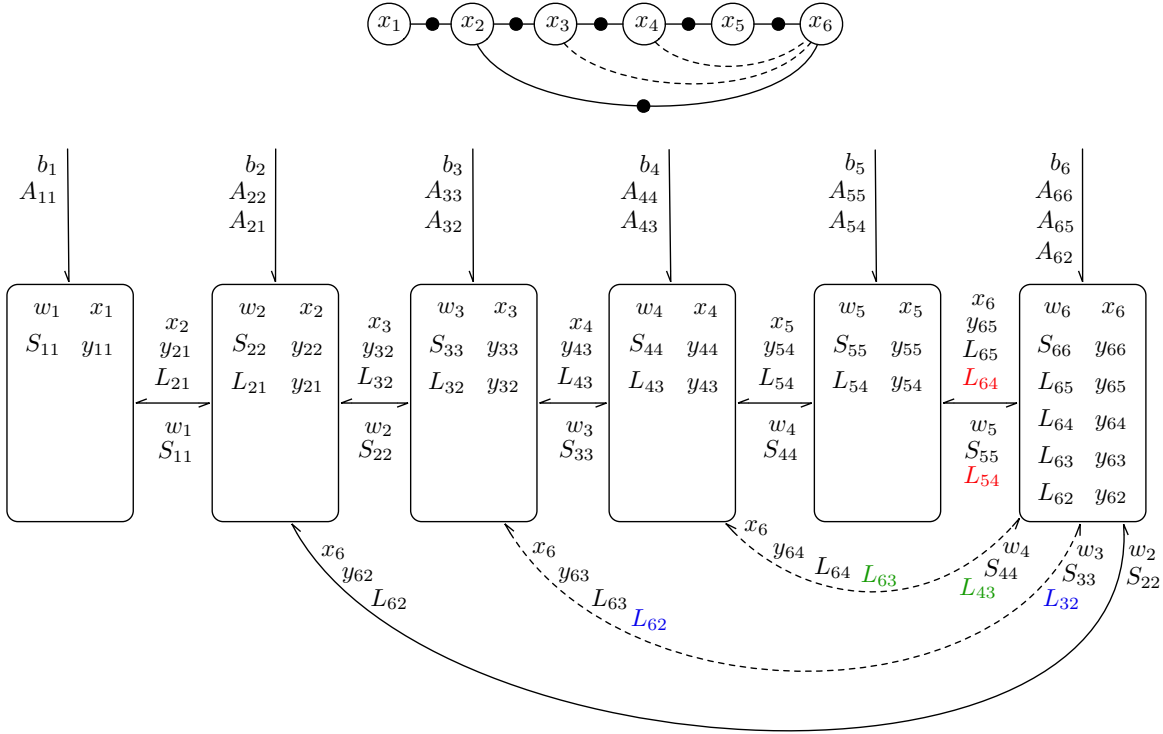 x₁ x₂ x₃ x₄ x₅ x₆
b₁ b₂ b₃ b₄ b₅ b₆
A₁₁ A₂₂ A₃₃ A₄₄ A₅₅ A₆₆
A₂₁ A₃₂ A₄₃ A₅₄ A₆₅
A₆₂
w₁ x₁
S₁₁ y₁₁
x₂
y₂₁
L₂₁
w₁
S₁₁
w₂ x₂
S₂₂ y₂₂
L₂₁ y₂₁
x₃
y₃₂
L₃₂
w₂
S₂₂
w₃ x₃
S₃₃ y₃₃
L₃₂ y₃₂
x₄
y₄₃
L₄₃
w₃
S₃₃
w₄ x₄
S₄₄ y₄₄
L₄₃ y₄₃
x₅
y₅₄
L₅₄
w₄
S₄₄
w₅ x₅
S₅₅ y₅₅
L₅₄ y₅₄
x₆
y₆₅
L₆₅
L₆₄
w₅
S₅₅
L₅₄
w₆ x₆
S₆₆ y₆₆
L₆₅ y₆₅
L₆₄ y₆₄
L₆₃ y₆₃
L₆₂ y₆₂
x₆
y₆₂
L₆₂
x₆
y₆₃
L₆₃ L₆₂
x₆
y₆₄
L₆₄ L₆₃
w₄
S₄₄
L₄₃
w₃
S₃₃
L₃₂
w₂
S₂₂